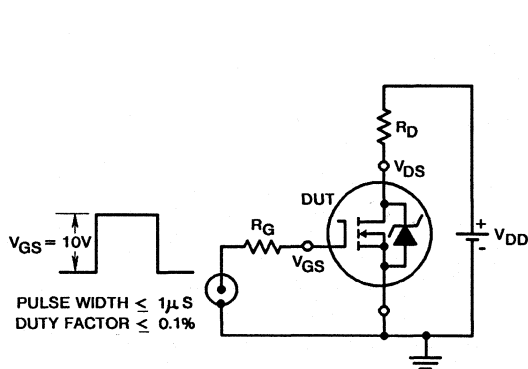 R_D
V_DS
DUT
R_G
V_GS = 10V
V_GS
+
V_DD
-
PULSE WIDTH ≤ 1µS
DUTY FACTOR ≤ 0.1%